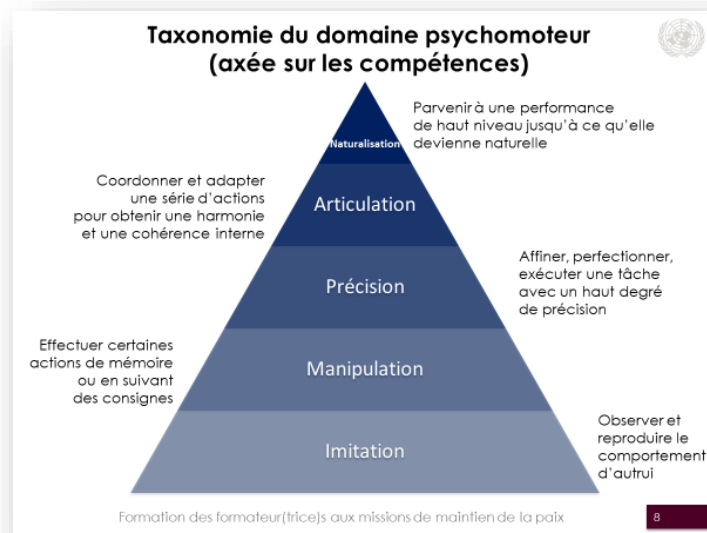 Taxonomie du domaine psychomoteur
(axée sur les compétences)
Parvenir à une performance
de haut niveau jusqu'à ce qu'elle
devienne naturelle
Naturalisation
Coordonner et adapter
une série d'actions
pour obtenir une harmonie
et une cohérence interne
Articulation
Affiner, perfectionner,
exécuter une tâche
avec un haut degré
de précision
Précision
Effectuer certaines
actions de mémoire
ou en suivant
des consignes
Manipulation
Observer et
reproduire le
comportement
d'autrui
Imitation
Formation des formateur(trice)s aux missions de maintien de la paix
8